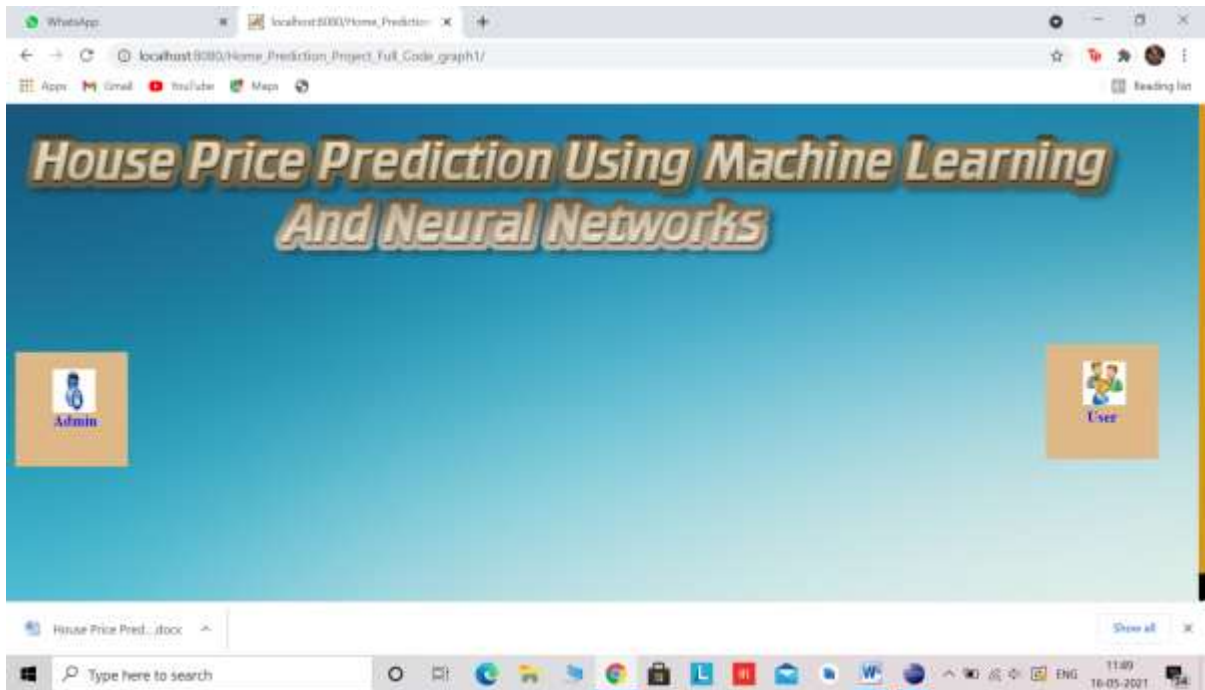 WhatsApp
localhost:8080/Home_Prediction
localhost:8080/Home_Prediction_Project_Full_Code_graph1/
Apps Gmail YouTube Maps
Reading list
House Price Prediction Using Machine Learning
And Neural Networks
Admin
User
House Price Pred....docx
Show all
Type here to search
ENG
11:49
16-05-2021